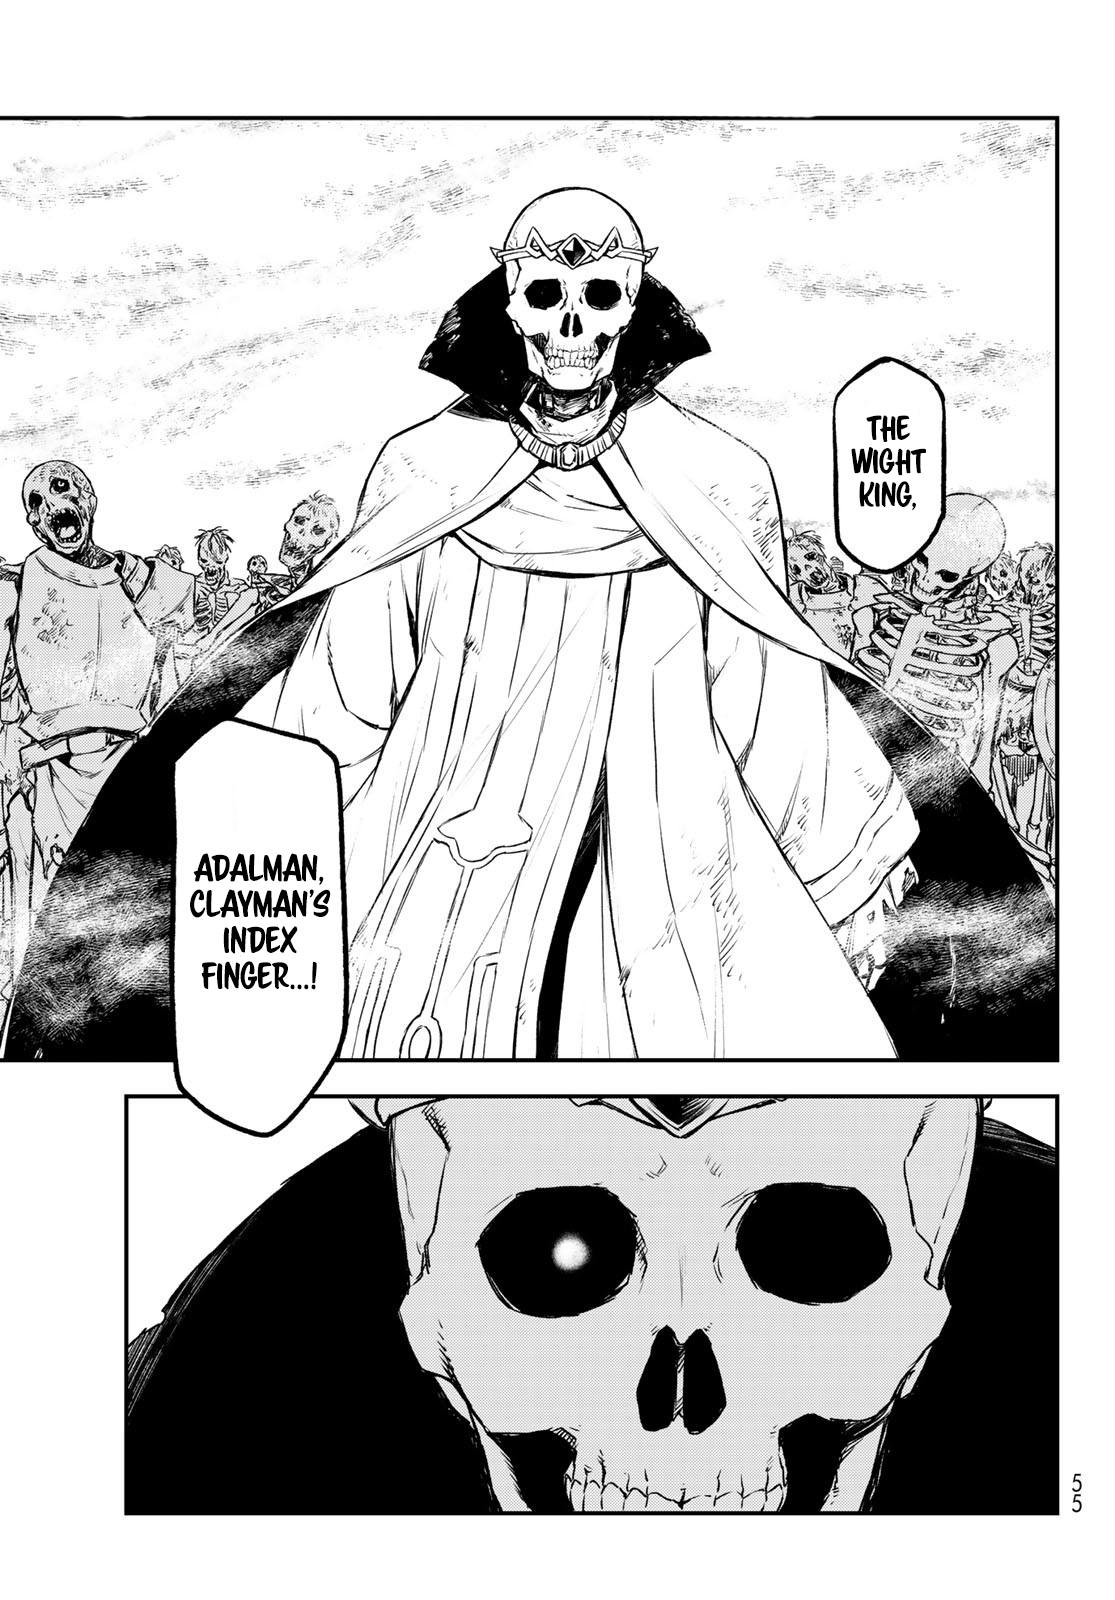 THE
WIGHT
KING,
ADALMAN,
CLAYMAN'S
INDEX
FINGER...!
55